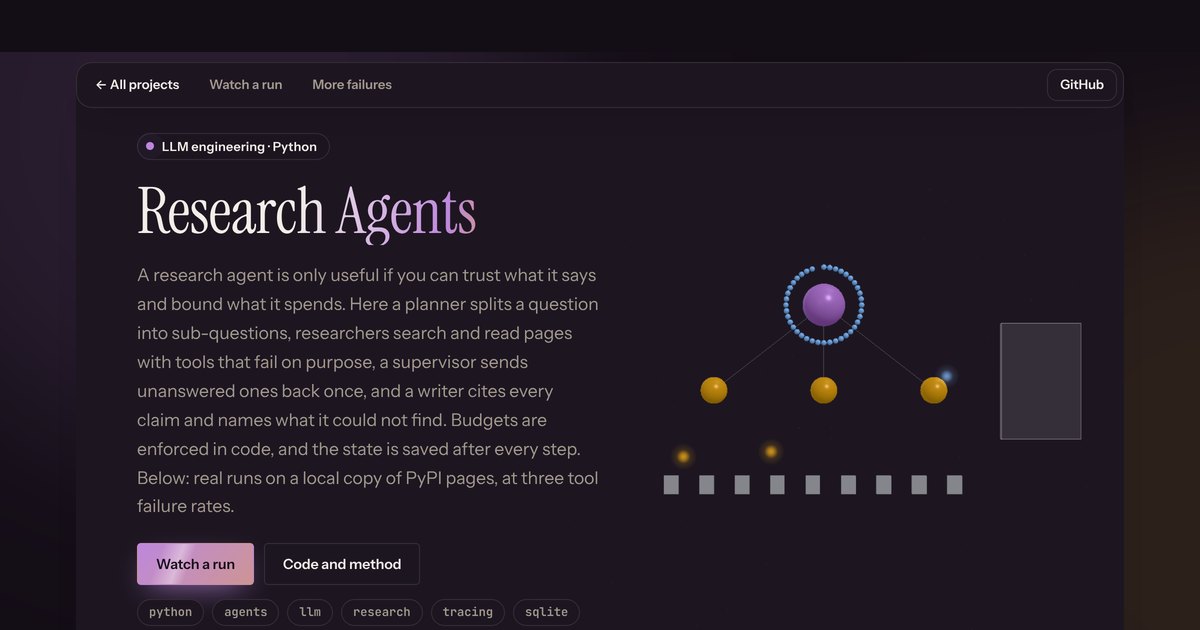 ← All projects Watch a run More failures GitHub
LLM engineering · Python
Research Agents
A research agent is only useful if you can trust what it says
and bound what it spends. Here a planner splits a question
into sub-questions, researchers search and read pages
with tools that fail on purpose, a supervisor sends
unanswered ones back once, and a writer cites every
claim and names what it could not find. Budgets are
enforced in code, and the state is saved after every step.
Below: real runs on a local copy of PyPI pages, at three tool
failure rates.
Watch a run Code and method
python agents llm research tracing sqlite